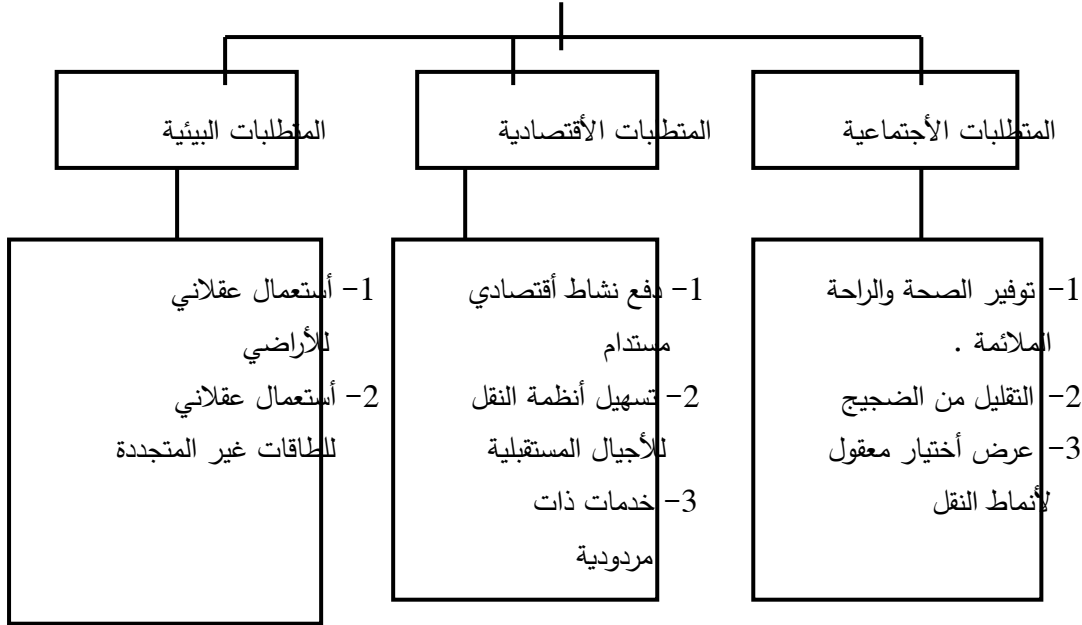 المتطلبات الأجتماعية
المتطلبات الأقتصادية
المتطلبات البيئية
1- توفير الصحة والراحة
الملائمة .
2- التقليل من الضجيج
3- عرض أختيار معقول
لأنماط النقل
1- دفع نشاط أقتصادي
مستدام
2- تسهيل أنظمة النقل
للأجيال المستقبلية
3- خدمات ذات
مردودية
1- أستعمال عقلاني
للأراضي
2- أستعمال عقلاني
للطاقات غير المتجددة